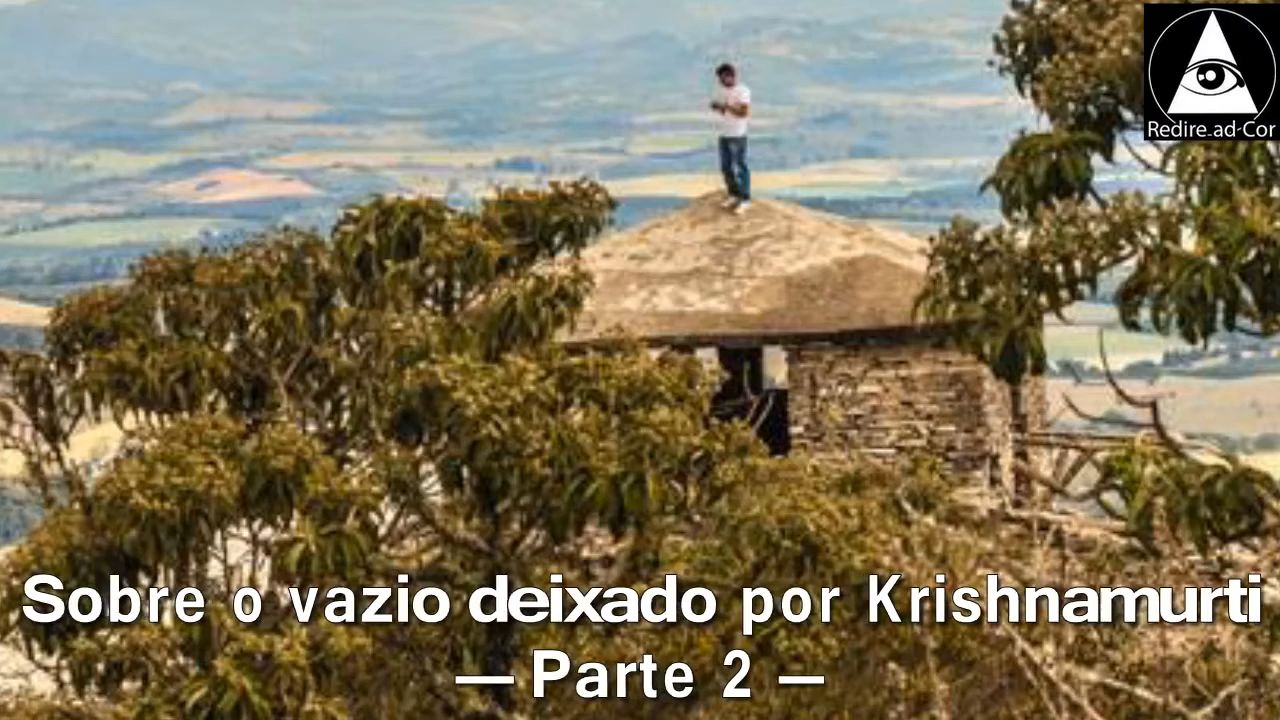 Redire-ad-Cor
Sobre o vazio deixado por Krishnamurti
— Parte 2 —